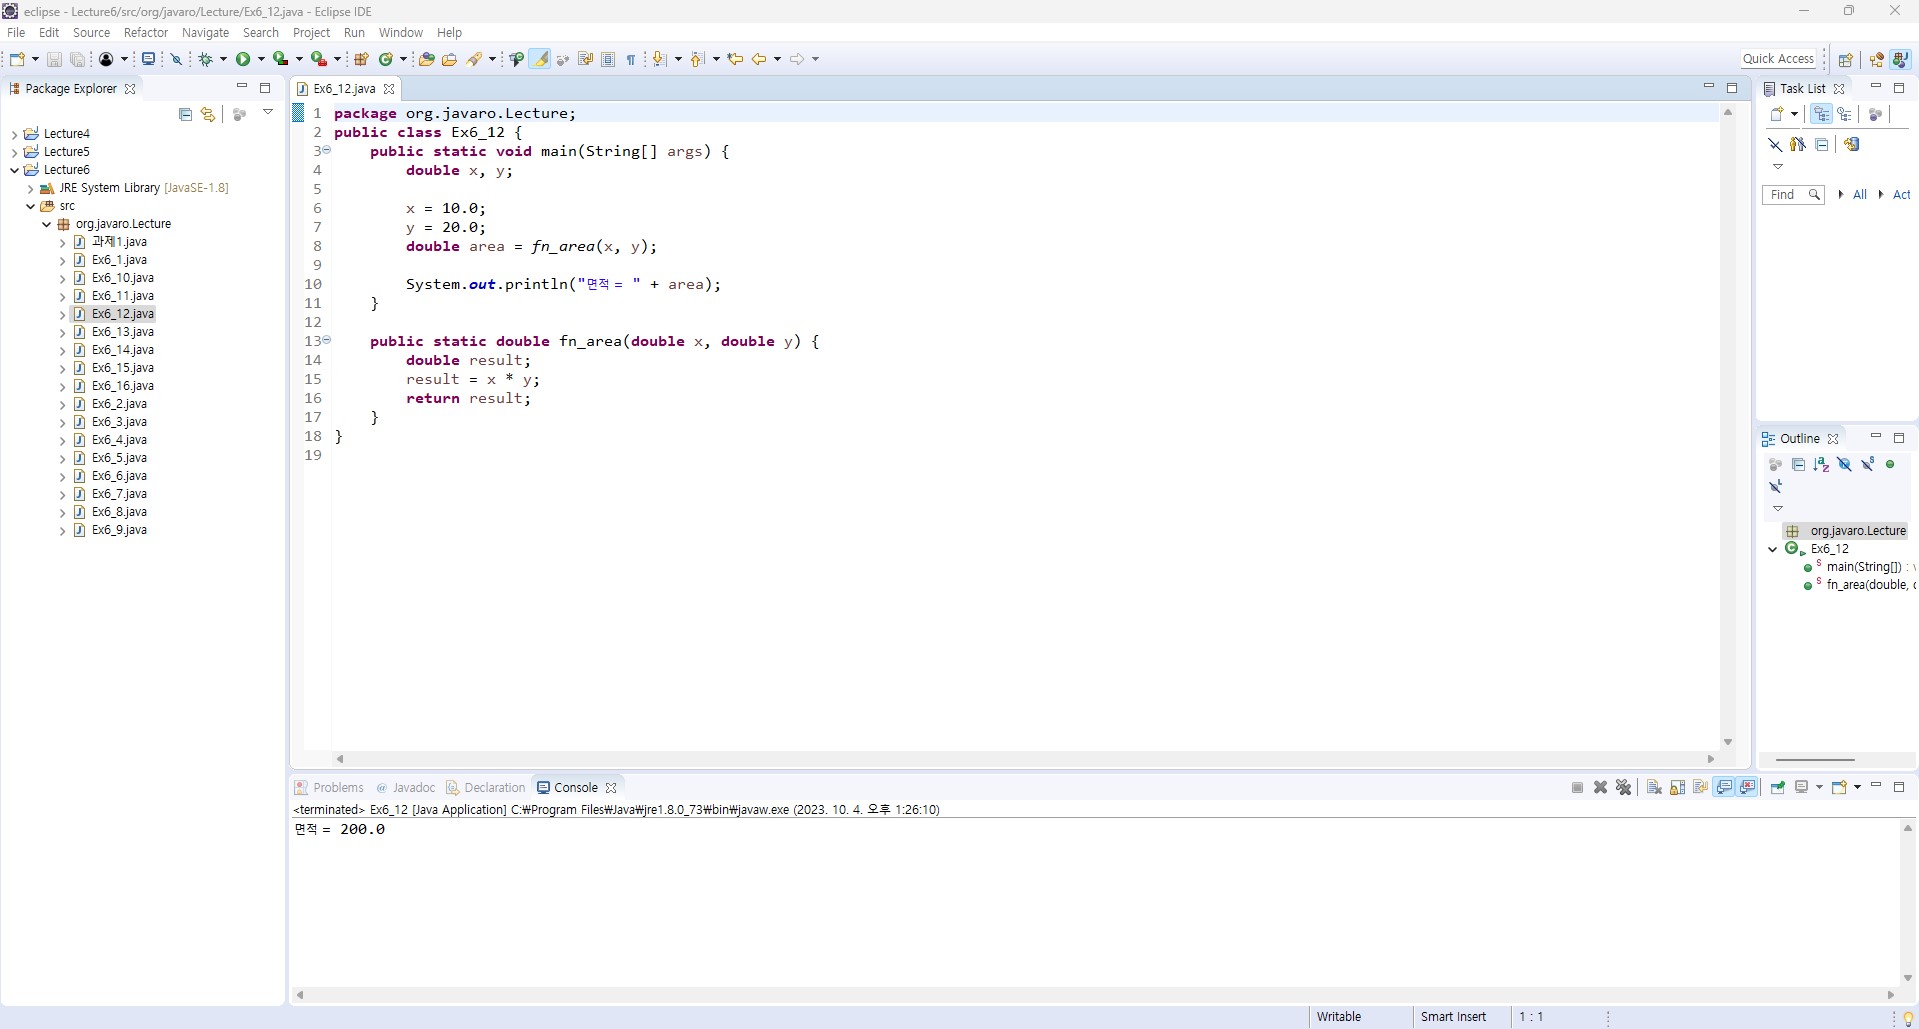 eclipse - Lecture6/src/org/javaro/Lecture/Ex6_12.java - Eclipse IDE
File Edit Source Refactor Navigate Search Project Run Window Help
Quick Access
Package Explorer
Lecture4
Lecture5
Lecture6
JRE System Library [JavaSE-1.8]
src
org.javaro.Lecture
과제1.java
Ex6_1.java
Ex6_10.java
Ex6_11.java
Ex6_12.java
Ex6_13.java
Ex6_14.java
Ex6_15.java
Ex6_16.java
Ex6_2.java
Ex6_3.java
Ex6_4.java
Ex6_5.java
Ex6_6.java
Ex6_7.java
Ex6_8.java
Ex6_9.java
Ex6_12.java
1 package org.javaro.Lecture;
2 public class Ex6_12 {
3 public static void main(String[] args) {
4 double x, y;
5
6 x = 10.0;
7 y = 20.0;
8 double area = fn_area(x, y);
9
10 System.out.println("면적 = " + area);
11 }
12
13 public static double fn_area(double x, double y) {
14 double result;
15 result = x * y;
16 return result;
17 }
18 }
19
Task List
Find All Act
Outline
org.javaro.Lecture
Ex6_12
main(String[]) : v
fn_area(double, d
Problems Javadoc Declaration Console
<terminated> Ex6_12 [Java Application] C:₩Program Files₩Java₩jre1.8.0_73₩bin₩javaw.exe (2023. 10. 4. 오후 1:26:10)
면적 = 200.0
Writable Smart Insert 1 : 1